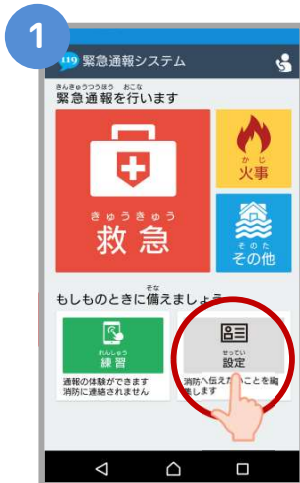 1
119 緊急通報システム
きんきゅうつうほう おこな
緊急通報を行います
きゅうきゅう
救急
かじ
火事
そのた
その他
そな
もしものときに備えましょう
れんしゅう
練習
通報の体験ができます
消防に連絡されません
せってい
設定
消防へ伝えたいことを編
集します